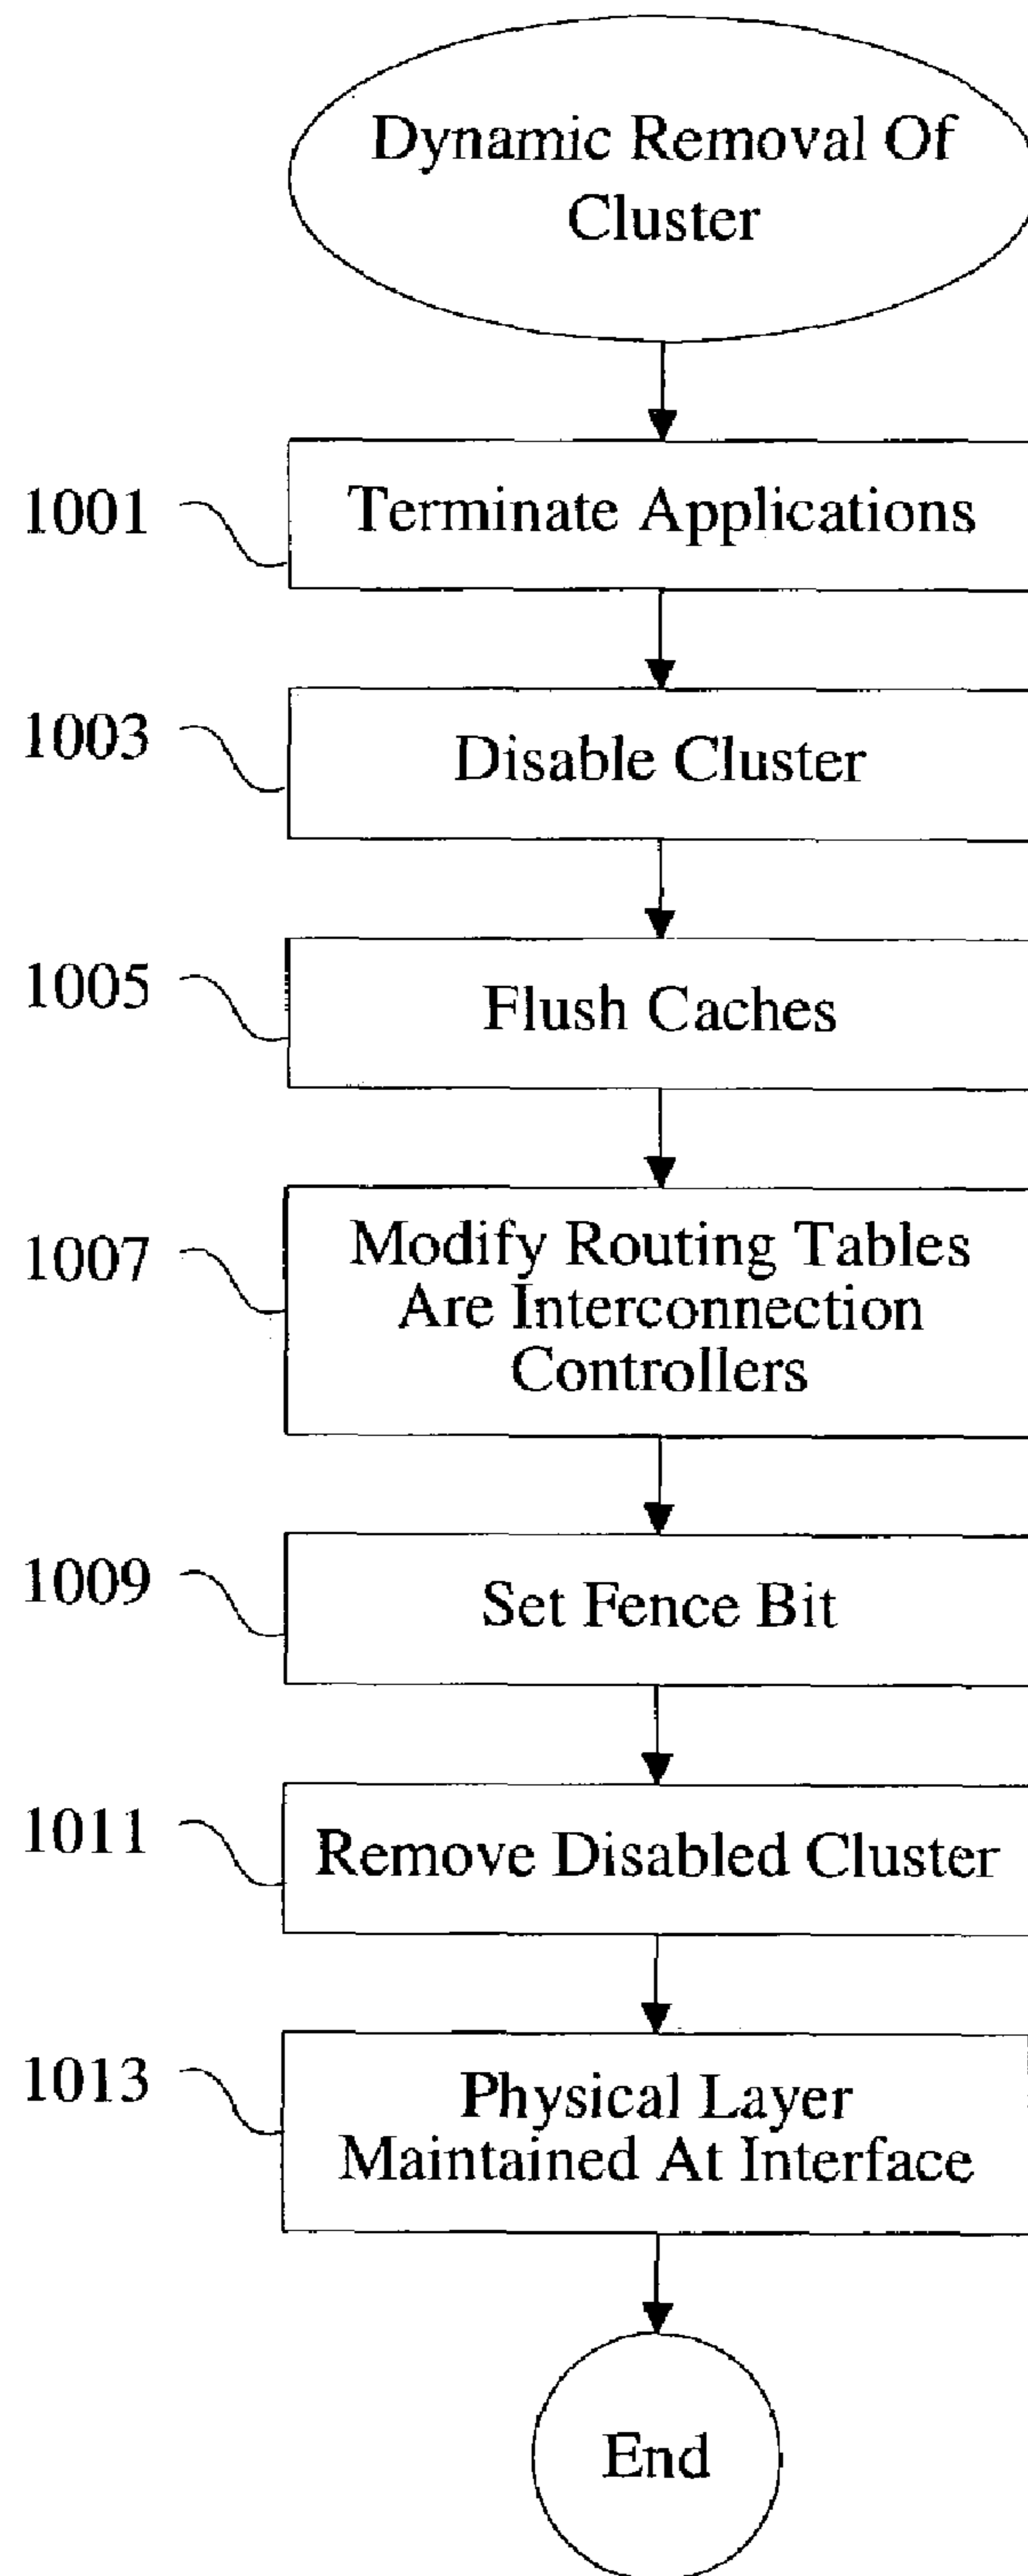 Dynamic Removal Of
Cluster
1001
Terminate Applications
1003
Disable Cluster
1005
Flush Caches
1007
Modify Routing Tables
Are Interconnection
Controllers
1009
Set Fence Bit
1011
Remove Disabled Cluster
1013
Physical Layer
Maintained At Interface
End